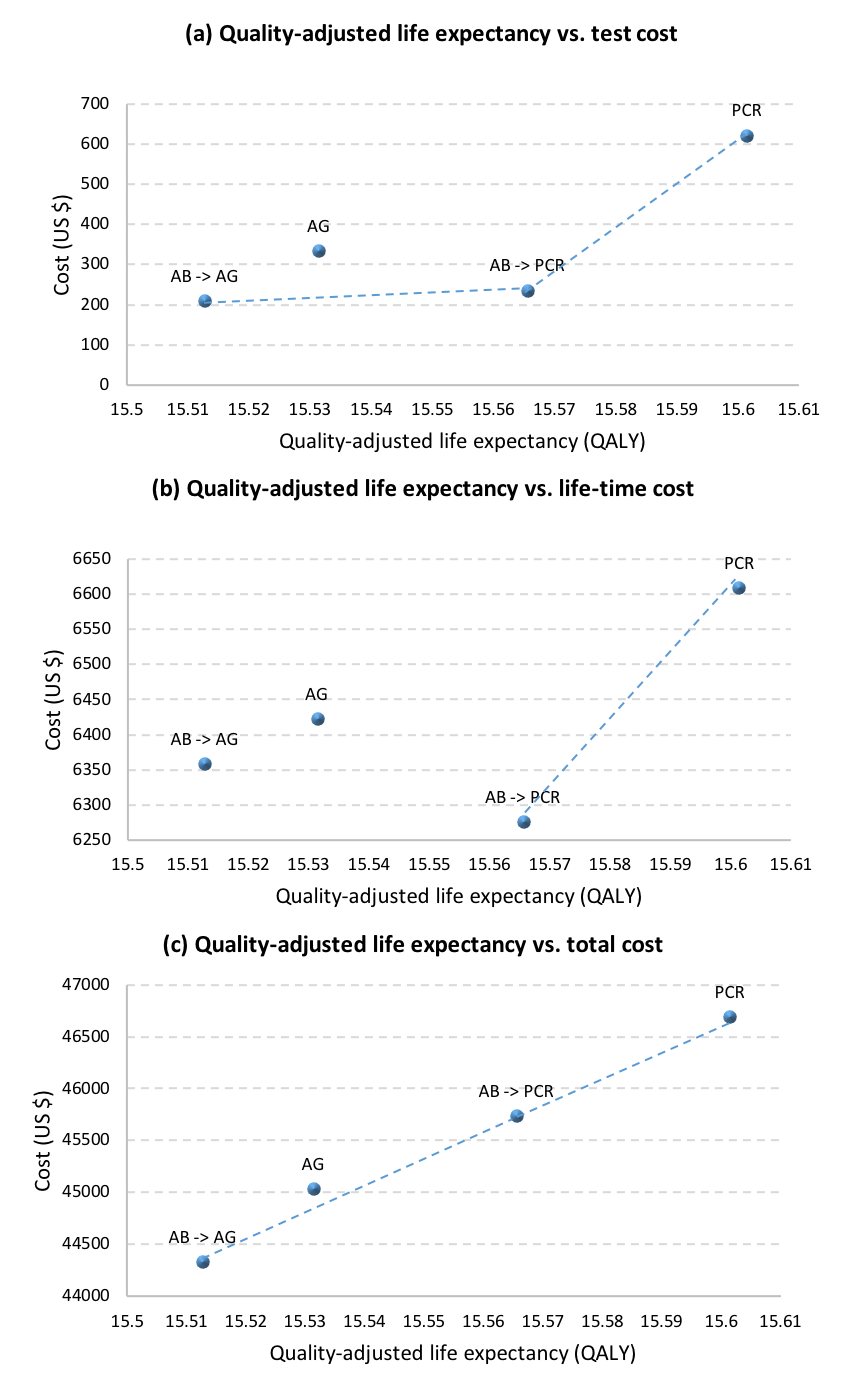 (a) Quality-adjusted life expectancy vs. test cost
700
600
500
400
300
200
100
0
Cost (US $)
PCR
AG
AB -> AG
AB -> PCR
15.5 15.51 15.52 15.53 15.54 15.55 15.56 15.57 15.58 15.59 15.6 15.61
Quality-adjusted life expectancy (QALY)
(b) Quality-adjusted life expectancy vs. life-time cost
6650
6600
6550
6500
6450
6400
6350
6300
6250
Cost (US $)
PCR
AG
AB -> AG
AB -> PCR
15.5 15.51 15.52 15.53 15.54 15.55 15.56 15.57 15.58 15.59 15.6 15.61
Quality-adjusted life expectancy (QALY)
(c) Quality-adjusted life expectancy vs. total cost
47000
46500
46000
45500
45000
44500
44000
Cost (US $)
PCR
AB -> PCR
AG
AB -> AG
15.5 15.51 15.52 15.53 15.54 15.55 15.56 15.57 15.58 15.59 15.6 15.61
Quality-adjusted life expectancy (QALY)